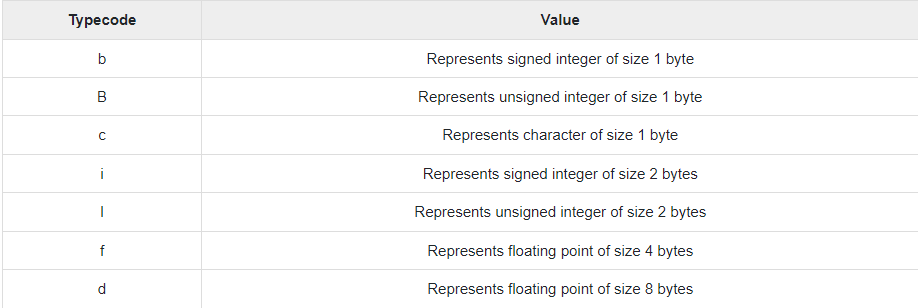 Typecode Value
b Represents signed integer of size 1 byte
B Represents unsigned integer of size 1 byte
c Represents character of size 1 byte
i Represents signed integer of size 2 bytes
I Represents unsigned integer of size 2 bytes
f Represents floating point of size 4 bytes
d Represents floating point of size 8 bytes